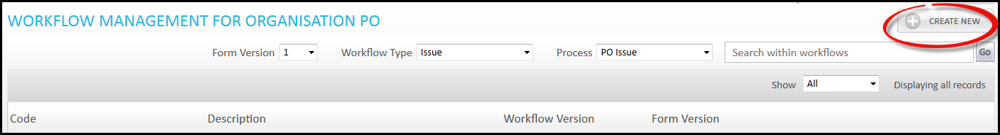 WORKFLOW MANAGEMENT FOR ORGANISATION PO
CREATE NEW
Form Version 1 Workflow Type Issue Process PO Issue Search within workflows Go
Show All Displaying all records
Code Description Workflow Version Form Version